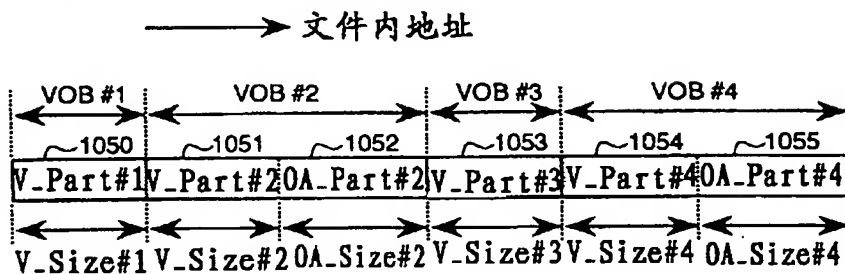 文件内地址
VOB #1 VOB #2 VOB #3 VOB #4
1050 1051 1052 1053 1054 1055
V_Part#1 V_Part#2 OA_Part#2 V_Part#3 V_Part#4 OA_Part#4
V_Size#1 V_Size#2 OA_Size#2 V_Size#3 V_Size#4 OA_Size#4